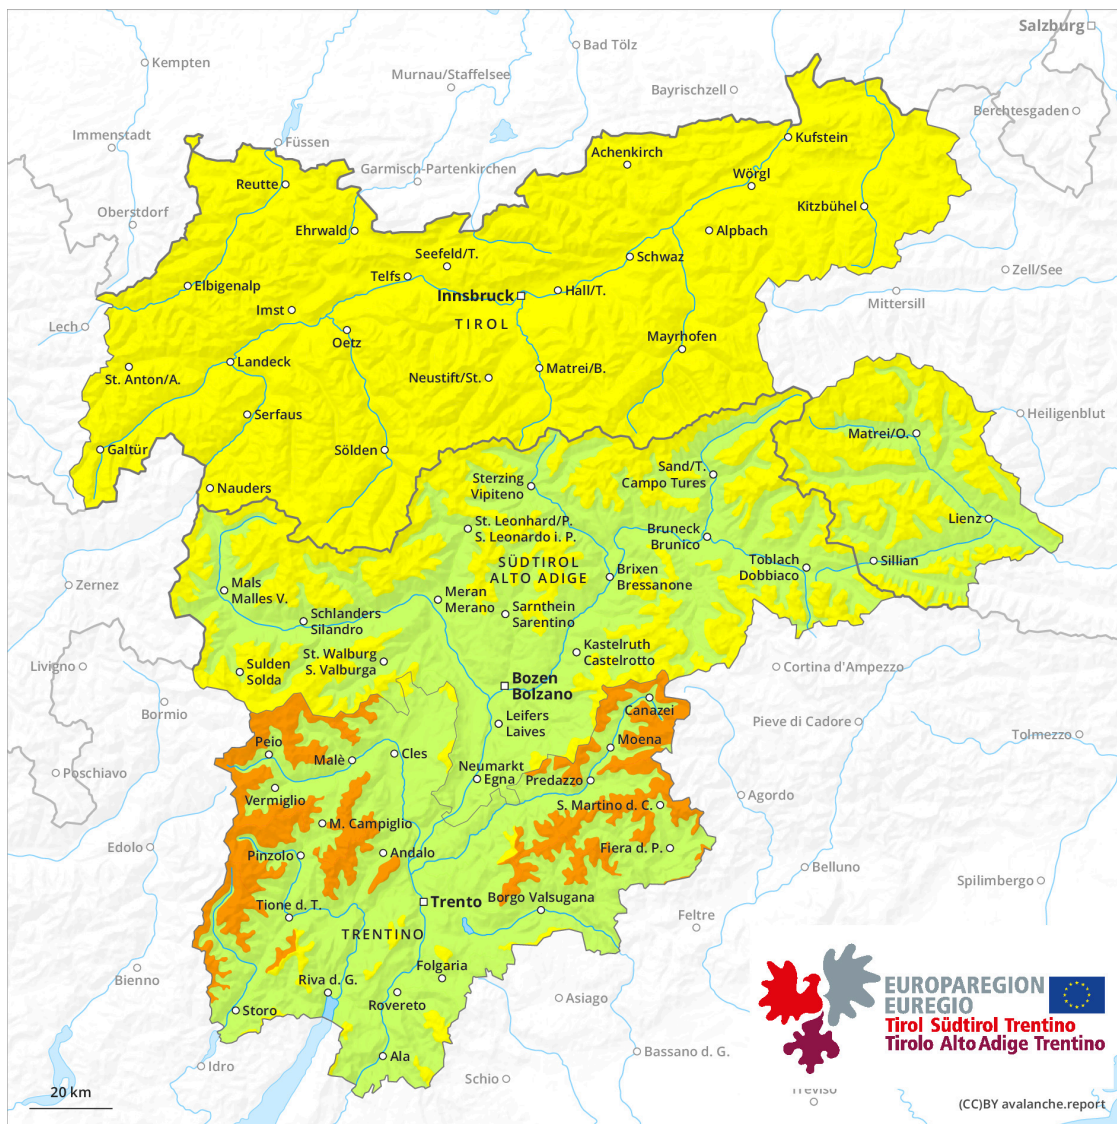 Salzburg
Bad Tölz
Kempten
Murnau/Staffelsee
Bayrischzell
Berchtesgaden
Immenstadt
Füssen
Kufstein
Achenkirch
Garmisch-Partenkirchen
Wörgl
Reutte
Kitzbühel
Oberstdorf
Ehrwald
Alpbach
Seefeld/T.
Schwaz
Zell/See
Telfs
Elbigenalp
Hall/T.
Innsbruck
Mittersill
Imst
TIROL
Lech
Oetz
Mayrhofen
Landeck
St. Anton/A.
Matrei/B.
Neustift/St.
Serfaus
Heiligenblut
Matrei/O.
Galtür
Sölden
Sand/T.
Campo Tures
Sterzing
Vipiteno
Nauders
Lienz
St. Leonhard/P.
S. Leonardo i. P.
Bruneck
Brunico
SÜDTIROL
ALTO ADIGE
Toblach
Dobbiaco
Sillian
Brixen
Bressanone
Zernez
Mals
Malles V.
Meran
Merano
Sarnthein
Sarentino
Schlanders
Silandro
Kastelruth
Castelrotto
St. Walburg
S. Valburga
Livigno
Sulden
Solda
Cortina d'Ampezzo
Bozen
Bolzano
Canazei
Bormio
Leifers
Laives
Pieve di Cadore
Tolmezzo
Moena
Peio
Cles
Malè
Neumarkt
Egna
Predazzo
Poschiavo
Vermiglio
Agordo
S. Martino d. C.
M. Campiglio
Edolo
Pinzolo
Andalo
Fiera d. P.
Belluno
Spilimbergo
Tione d. T.
Trento
Borgo Valsugana
Feltre
TRENTINO
Folgaria
Bienno
Riva d. G.
Rovereto
Asiago
Storo
EUROPAREGION
EUREGIO
Tirol Südtirol Trentino
Tirolo Alto Adige Trentino
Ala
Bassano d. G.
Idro
Schio
Treviso
20 km
(CC)BY avalanche.report